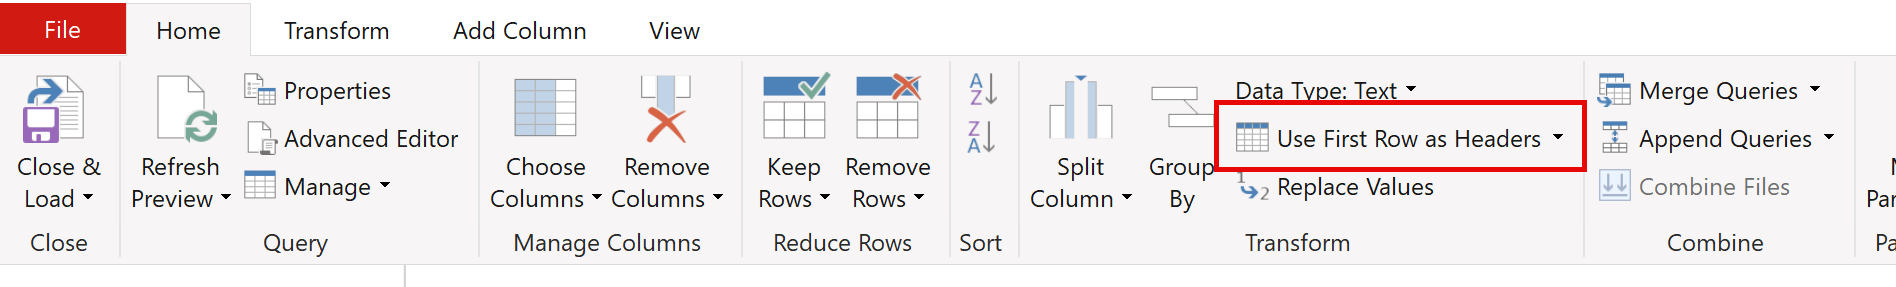 File
Home
Transform
Add Column
View
Close &
Load
Refresh
Preview
Properties
Advanced Editor
Manage
Choose
Columns
Remove
Columns
Keep
Rows
Remove
Rows
A
Z
Z
A
Split
Column
Group
By
Data Type: Text
Use First Row as Headers
1
2
Replace Values
Merge Queries
Append Queries
Combine Files
Close
Query
Manage Columns
Reduce Rows
Sort
Transform
Combine